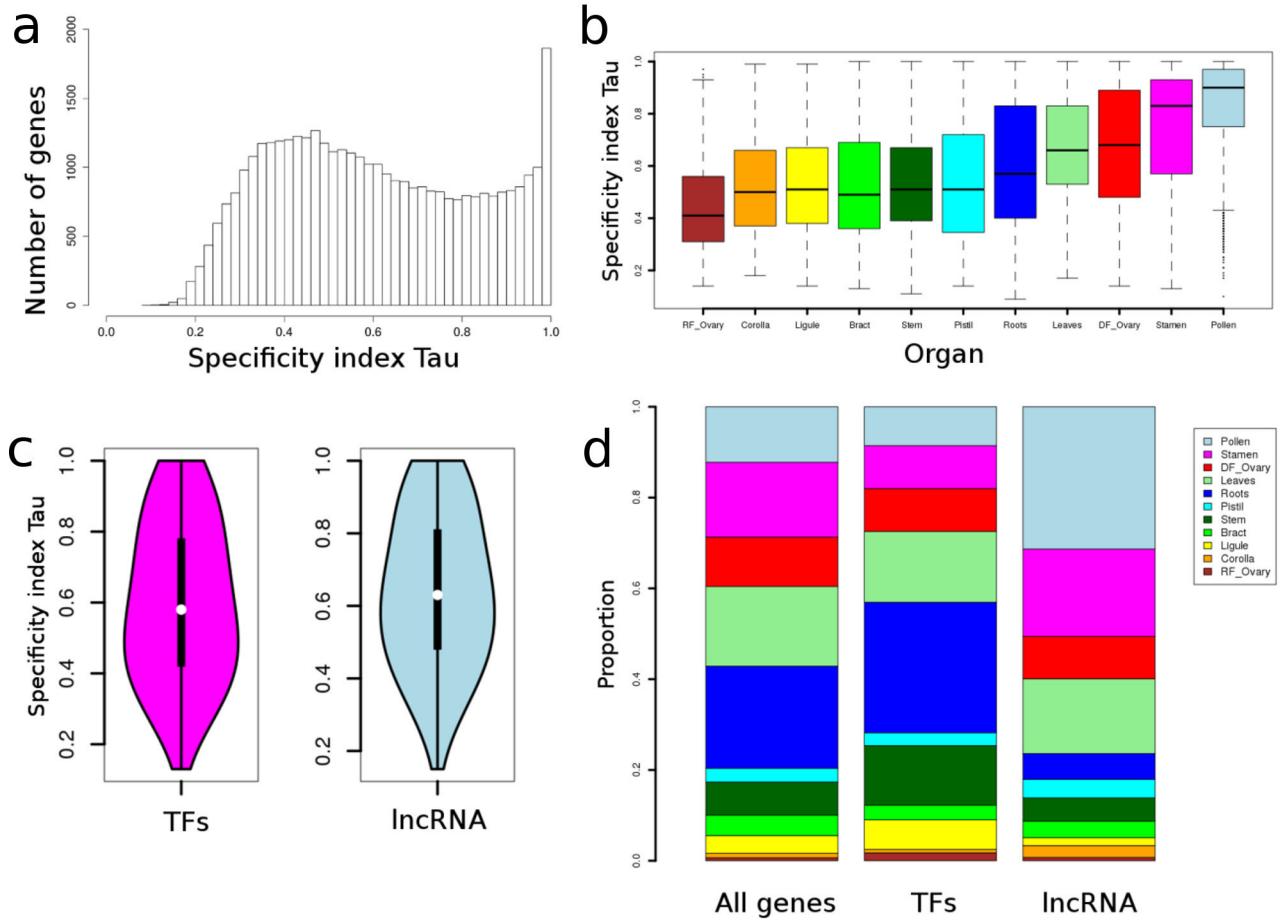 a
Number of genes
2000
1500
1000
500
0
0.0 0.2 0.4 0.6 0.8 1.0
Specificity index Tau
b
Specificity index Tau
1.0
0.8
0.6
0.4
0.2
RF_Ovary Corolla Ligule Bract Stem Pistil Roots Leaves DF_Ovary Stamen Pollen
Organ
c
Specificity index Tau
1.0
0.8
0.6
0.4
0.2
TFs
1.0
0.8
0.6
0.4
0.2
lncRNA
d
Proportion
1.0
0.8
0.6
0.4
0.2
0.0
All genes TFs lncRNA
Pollen
Stamen
DF_Ovary
Leaves
Roots
Pistil
Stem
Bract
Ligule
Corolla
RF_Ovary